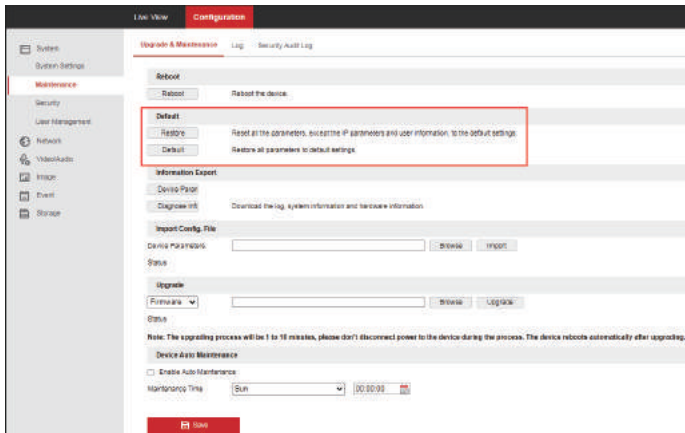 Live View Configuration
System
System Settings
Maintenance
Security
User Management
Network
Video/Audio
Image
Event
Storage
Upgrade & Maintenance Log Security Audit Log
Reboot
Reboot Reboot the device.
Default
Restore Reset all the parameters, except the IP parameters and user information, to the default settings.
Default Restore all parameters to default settings.
Information Export
Device Param
Diagnose Info Download the log, system information and hardware information.
Import Config. File
Device Parameters Browse Import
Status
Upgrade
Firmware Browse Upgrade
Status
Note: The upgrading process will be 1 to 10 minutes, please don't disconnect power to the device during the process. The device reboots automatically after upgrading.
Device Auto Maintenance
Enable Auto Maintenance
Maintenance Time Sun 00:00:00
Save